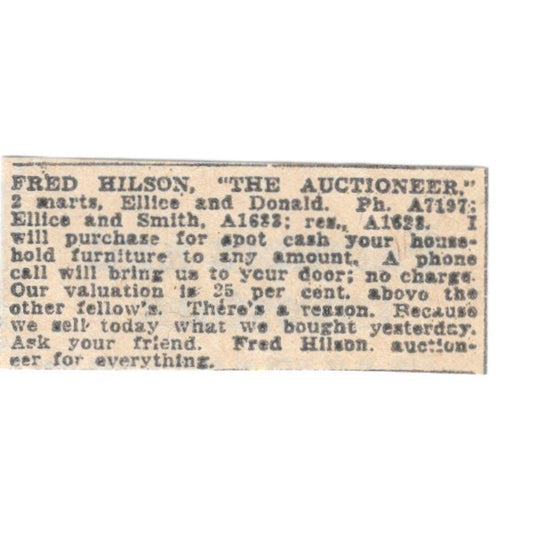 FRED HILSON, "THE AUCTIONEER."
2 marts, Ellice and Donald. Ph. A7197;
Ellice and Smith, A1633; res., A1638. I
will purchase for spot cash your house-
hold furniture to any amount. A phone
call will bring us to your door; no charge.
Our valuation is 25 per cent. above the
other fellow's. There's a reason. Because
we sell today what we bought yesterday.
Ask your friend. Fred Hilson, auction-
eer for everything.